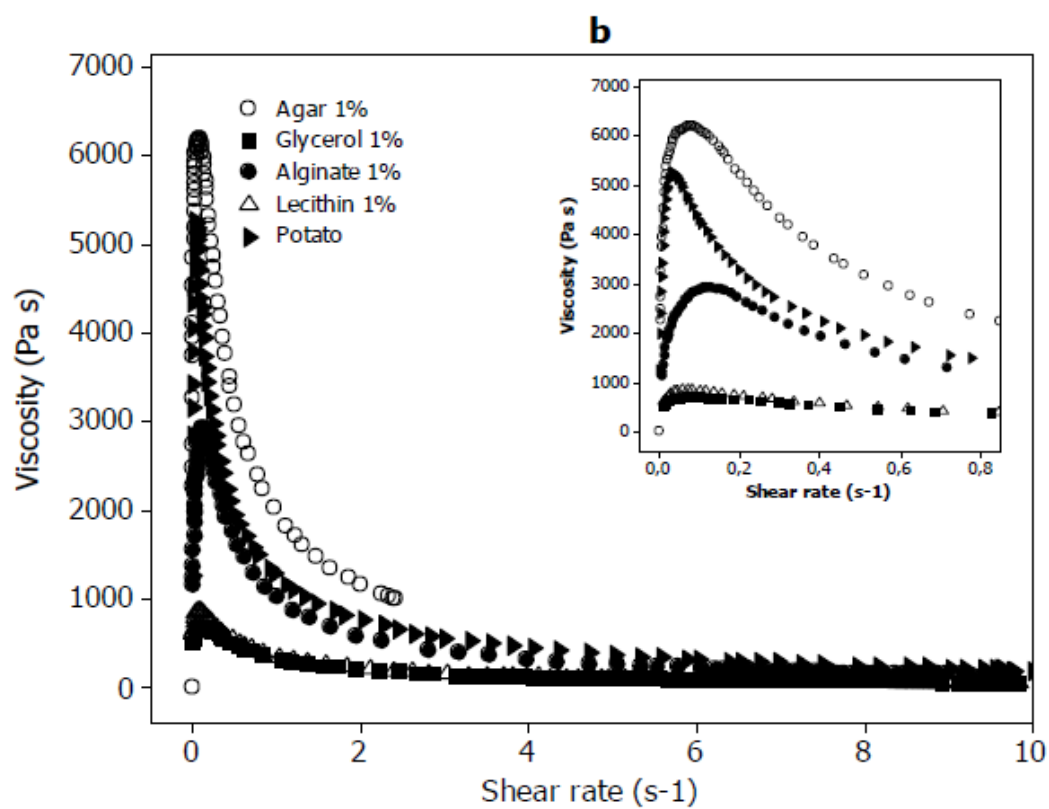 b
7000
6000
5000
4000
3000
2000
1000
0
Viscosity (Pa s)
Agar 1%
Glycerol 1%
Alginate 1%
Lecithin 1%
Potato
7000
6000
5000
4000
3000
2000
1000
0
Viscosity (Pa s)
0,0 0,2 0,4 0,6 0,8
Shear rate (s-1)
0 2 4 6 8 10
Shear rate (s-1)